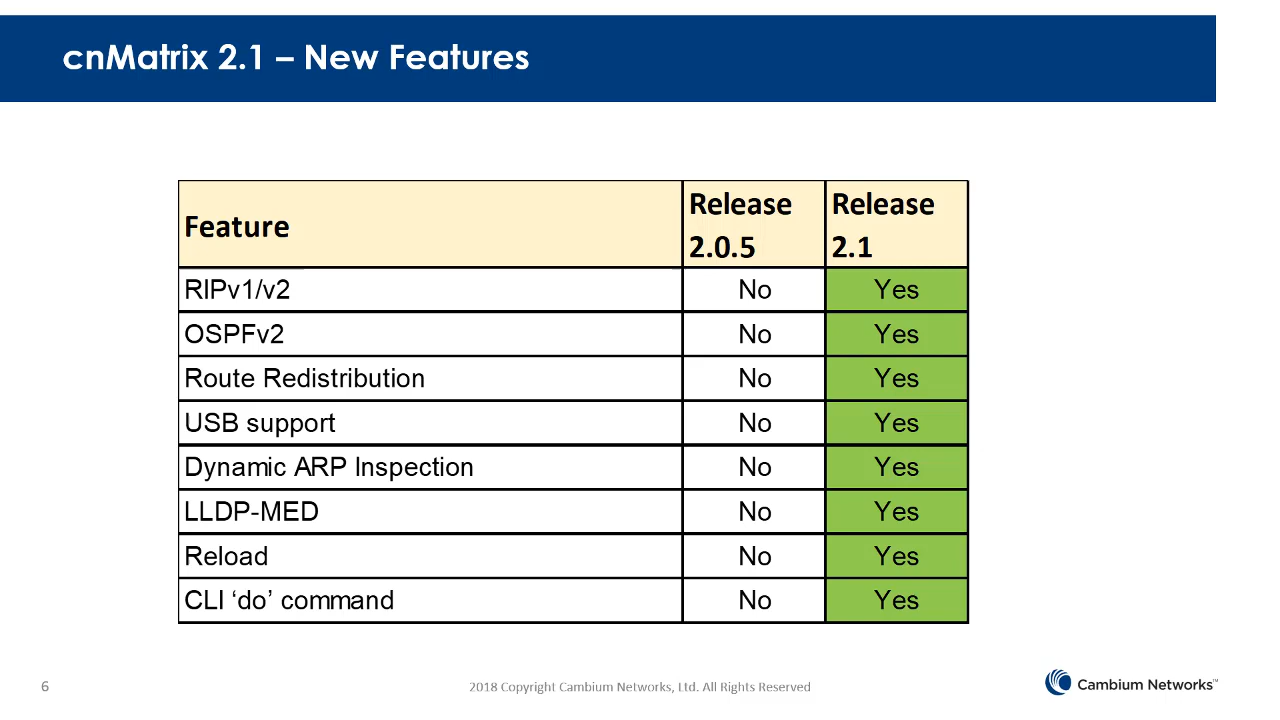 cnMatrix 2.1 – New Features
Feature Release 2.0.5 Release 2.1
RIPv1/v2 No Yes
OSPFv2 No Yes
Route Redistribution No Yes
USB support No Yes
Dynamic ARP Inspection No Yes
LLDP-MED No Yes
Reload No Yes
CLI ‘do’ command No Yes
6
2018 Copyright Cambium Networks, Ltd. All Rights Reserved
Cambium Networks™